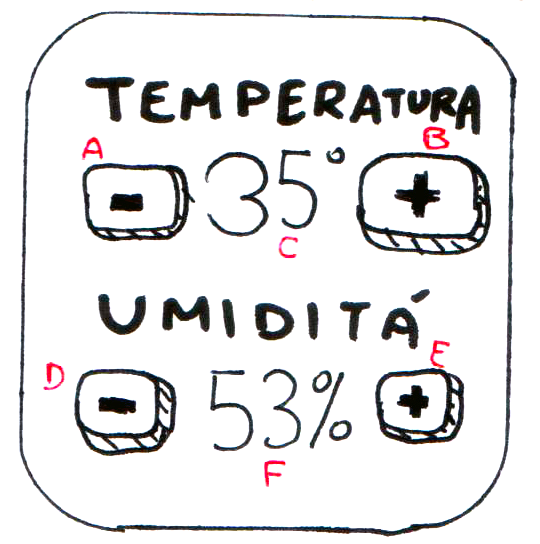 TEMPERATURA
A B
- 35° +
C
UMIDITÁ
D E
- 53% +
F